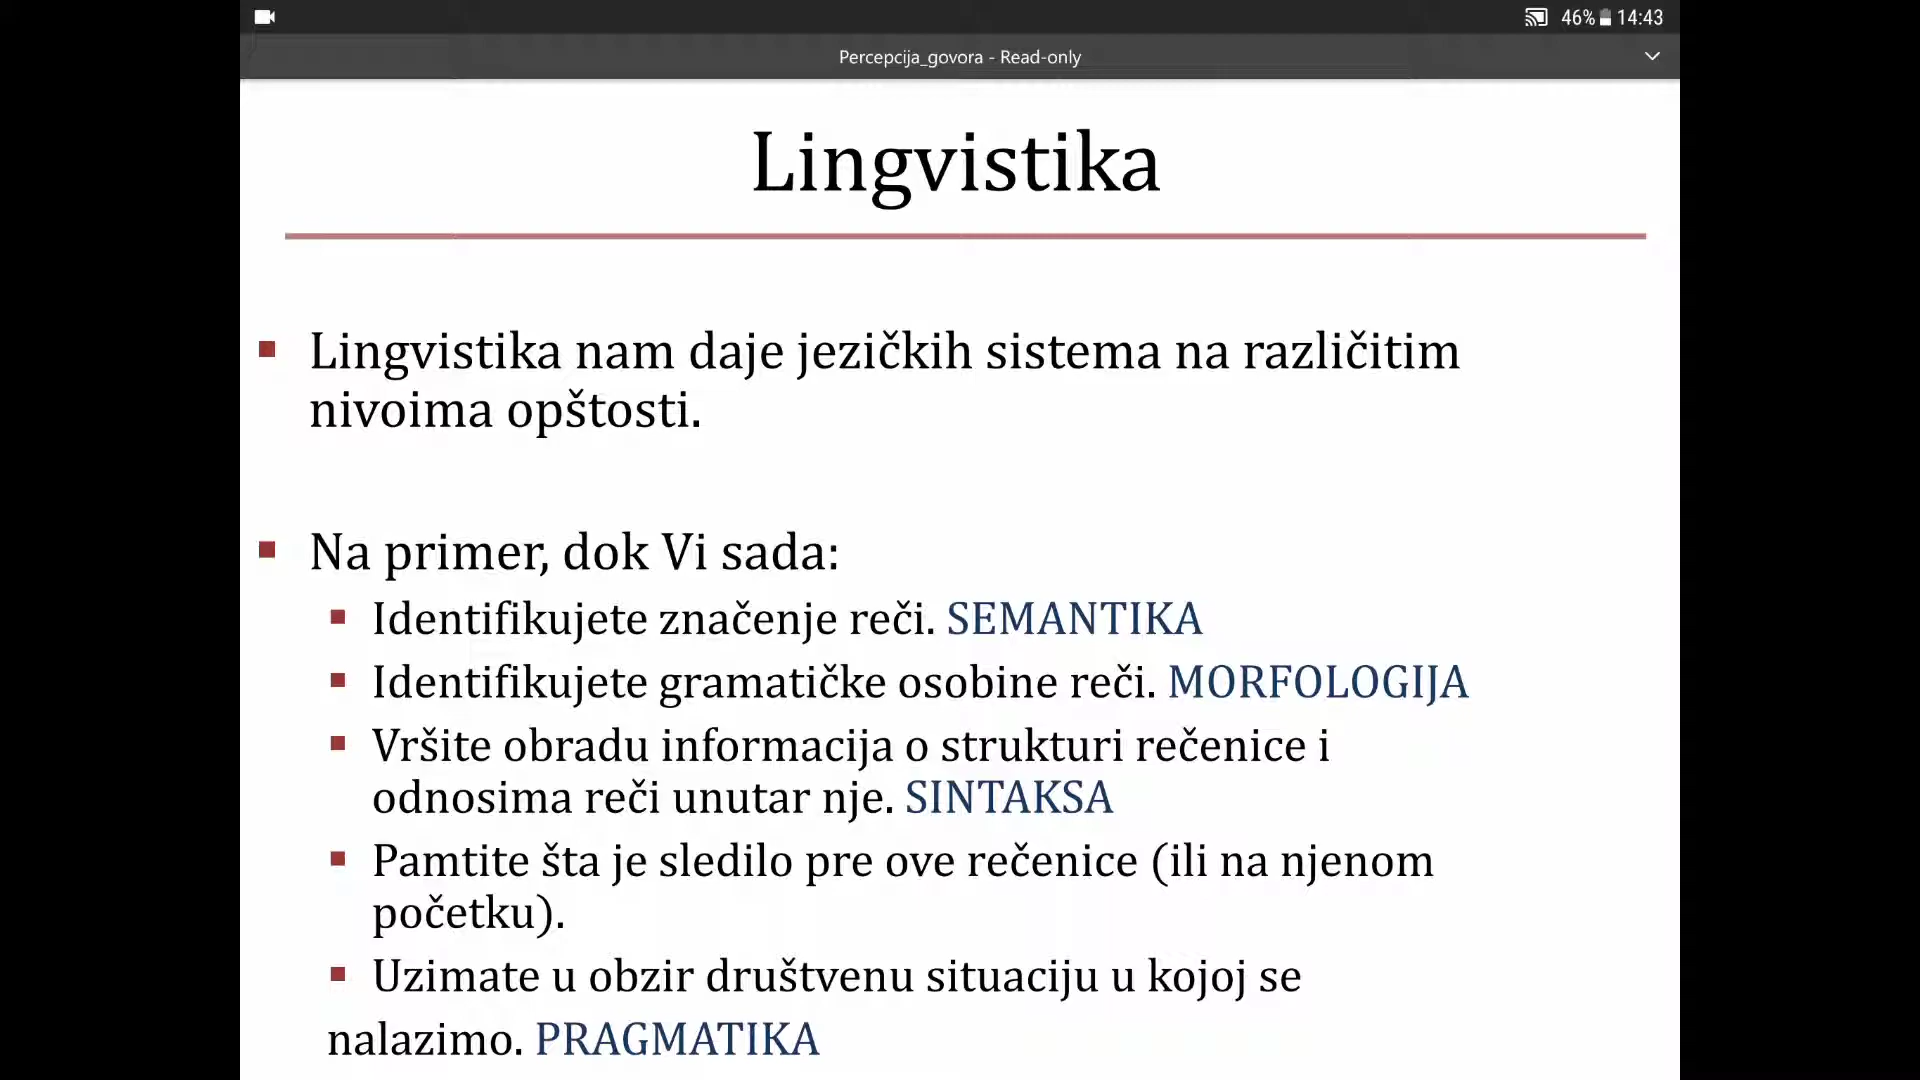 46% 14:43
Percepcija_govora - Read-only
Lingvistika
Lingvistika nam daje jezičkih sistema na različitim
nivoima opštosti.
Na primer, dok Vi sada:
Identifikujete značenje reči. SEMANTIKA
Identifikujete gramatičke osobine reči. MORFOLOGIJA
Vršite obradu informacija o strukturi rečenice i
odnosima reči unutar nje. SINTAKSA
Pamtite šta je sledilo pre ove rečenice (ili na njenom
početku).
Uzimate u obzir društvenu situaciju u kojoj se
nalazimo. PRAGMATIKA